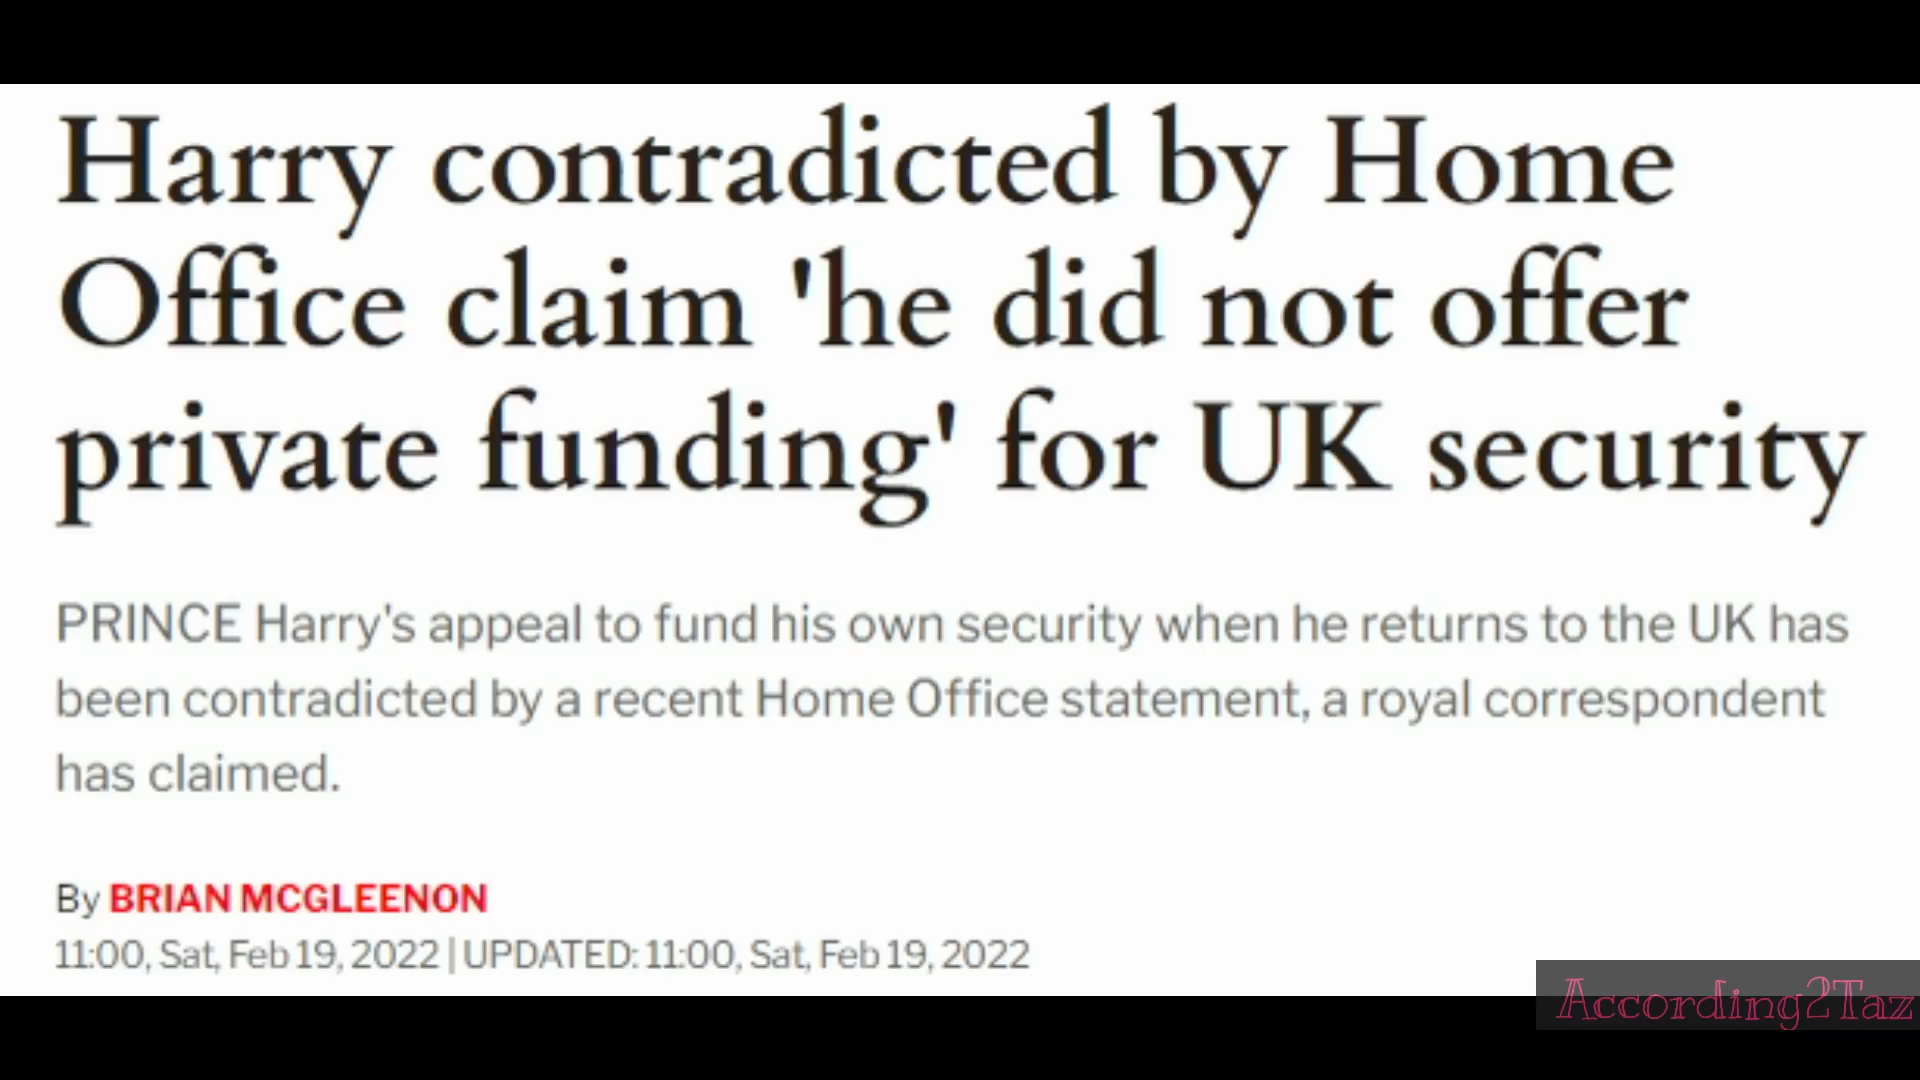 Harry contradicted by Home
Office claim 'he did not offer
private funding' for UK security
PRINCE Harry's appeal to fund his own security when he returns to the UK has
been contradicted by a recent Home Office statement, a royal correspondent
has claimed.
By BRIAN MCGLEENON
11:00, Sat, Feb 19, 2022 | UPDATED: 11:00, Sat, Feb 19, 2022
According2Taz